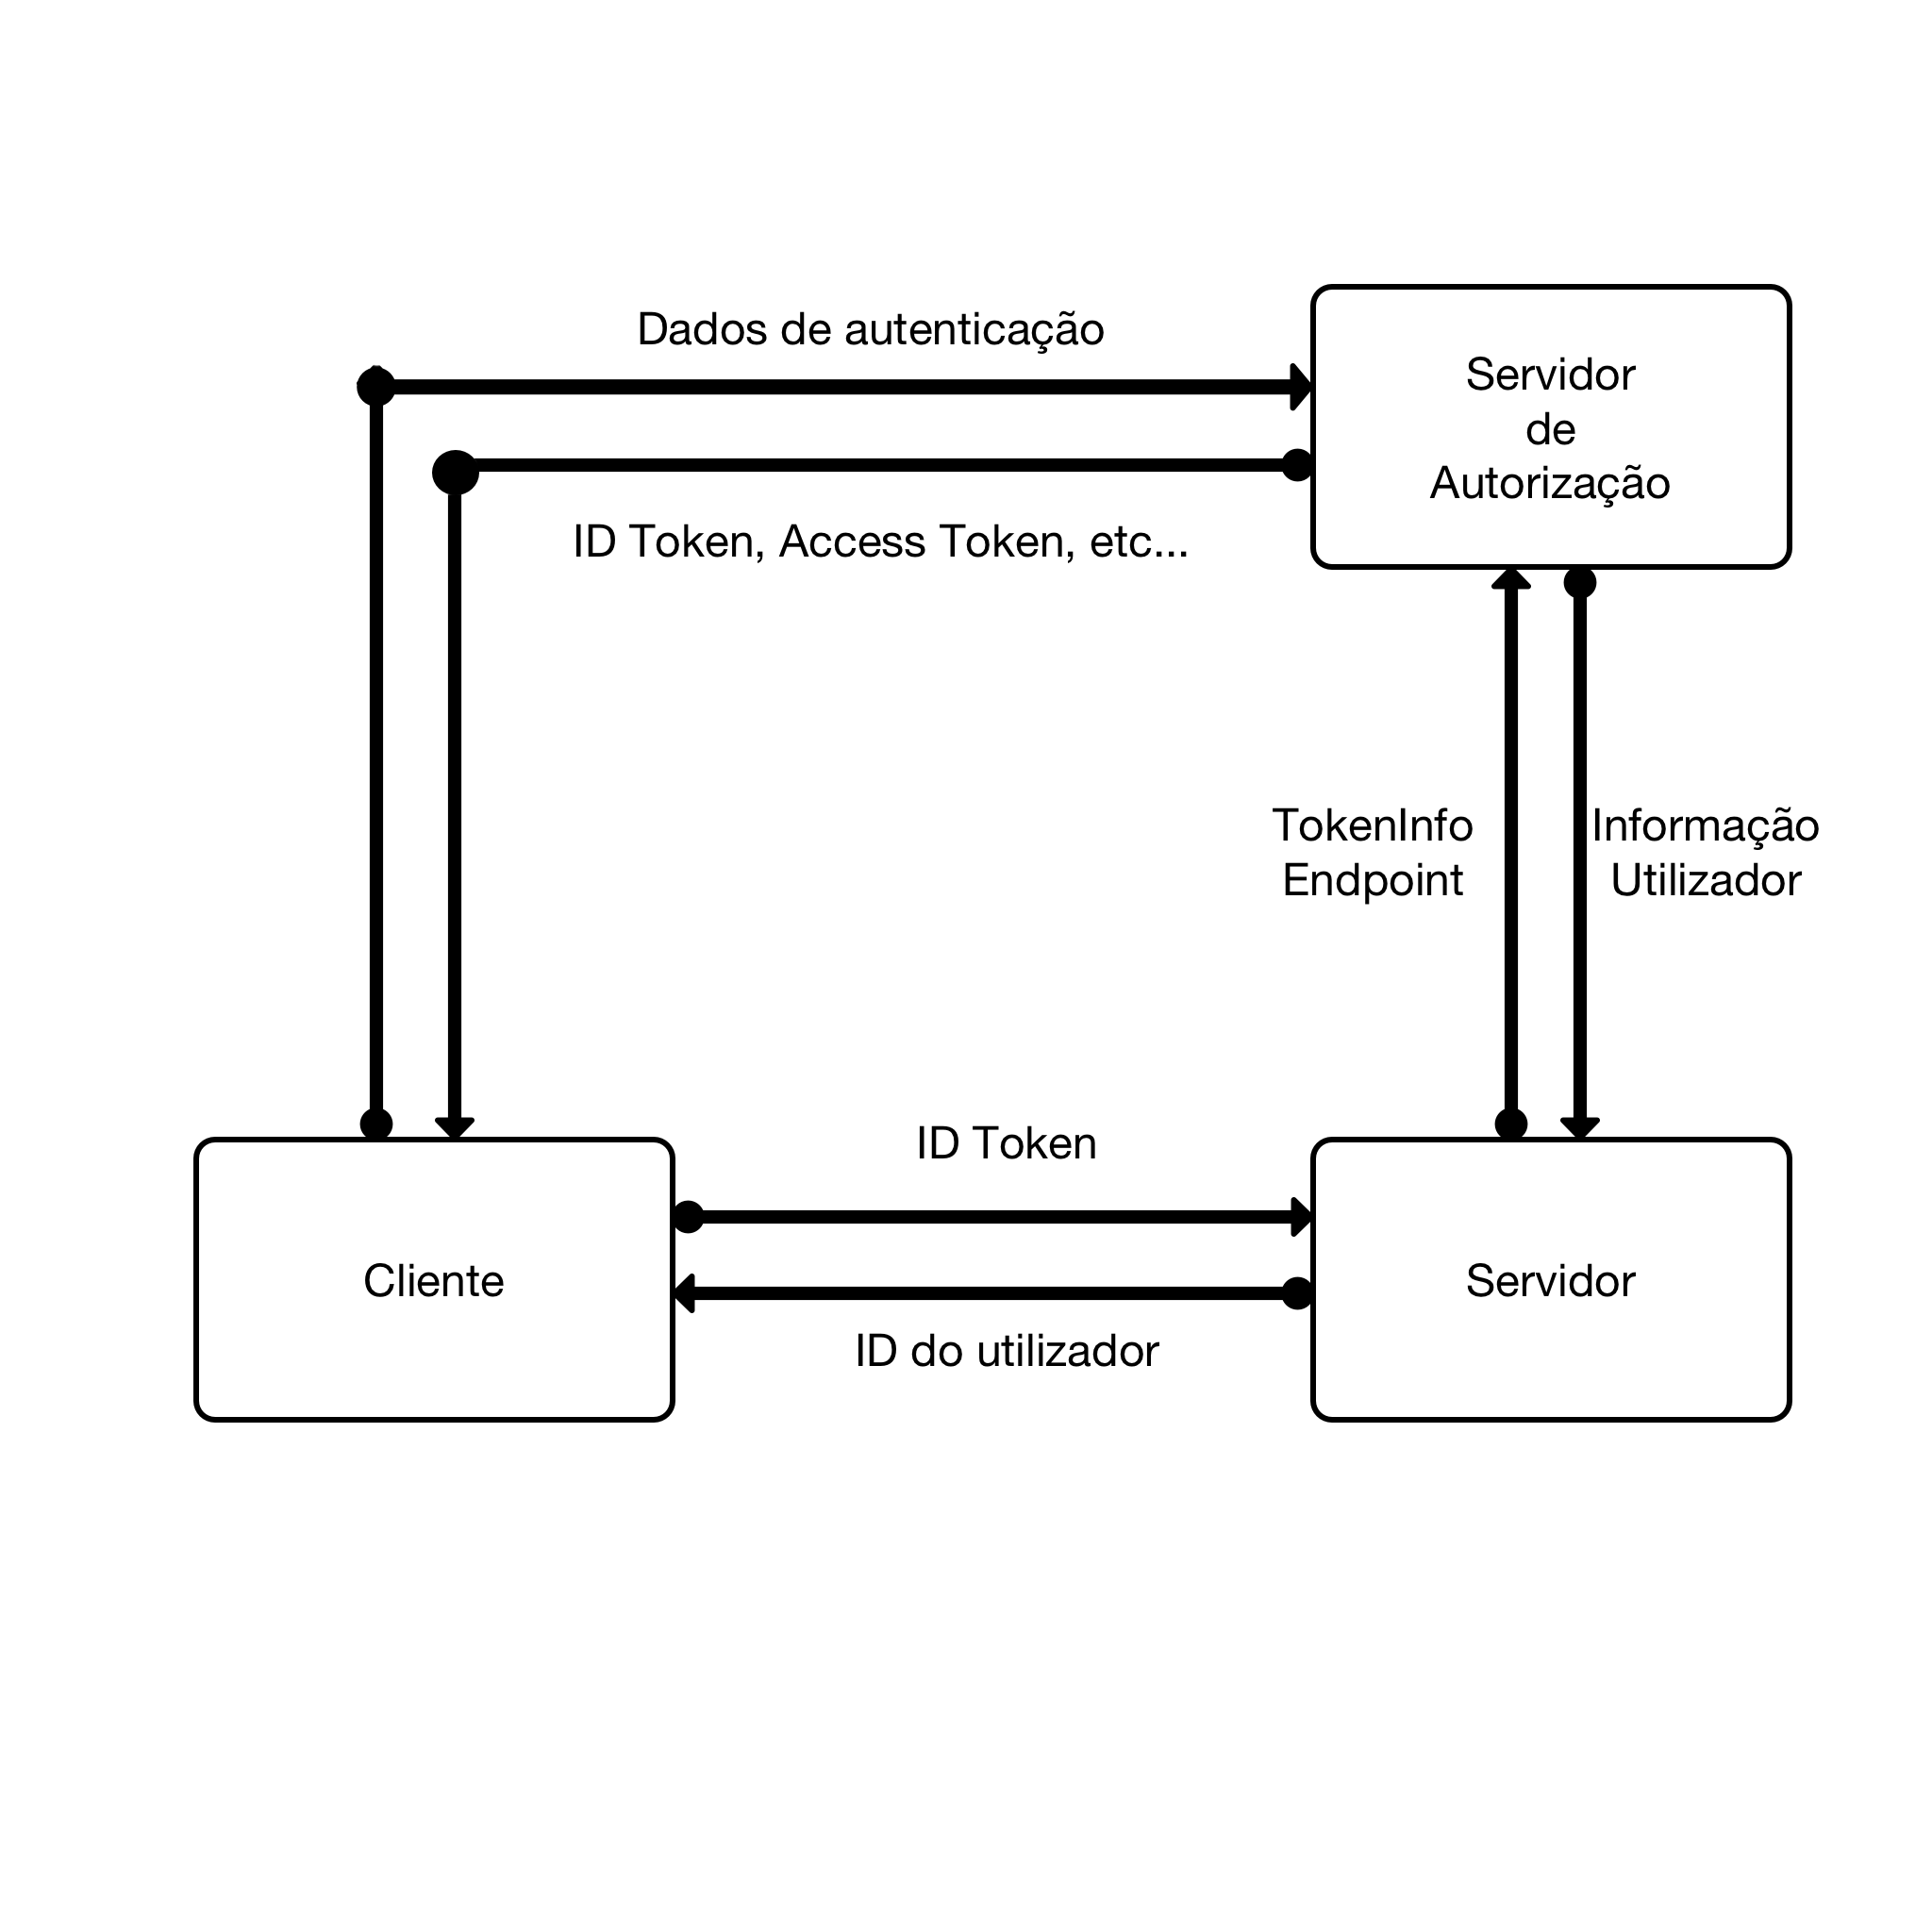 Dados de autenticação
Servidor
de
Autorização
ID Token, Access Token, etc...
TokenInfo
Endpoint
Informação
Utilizador
ID Token
Cliente
Servidor
ID do utilizador